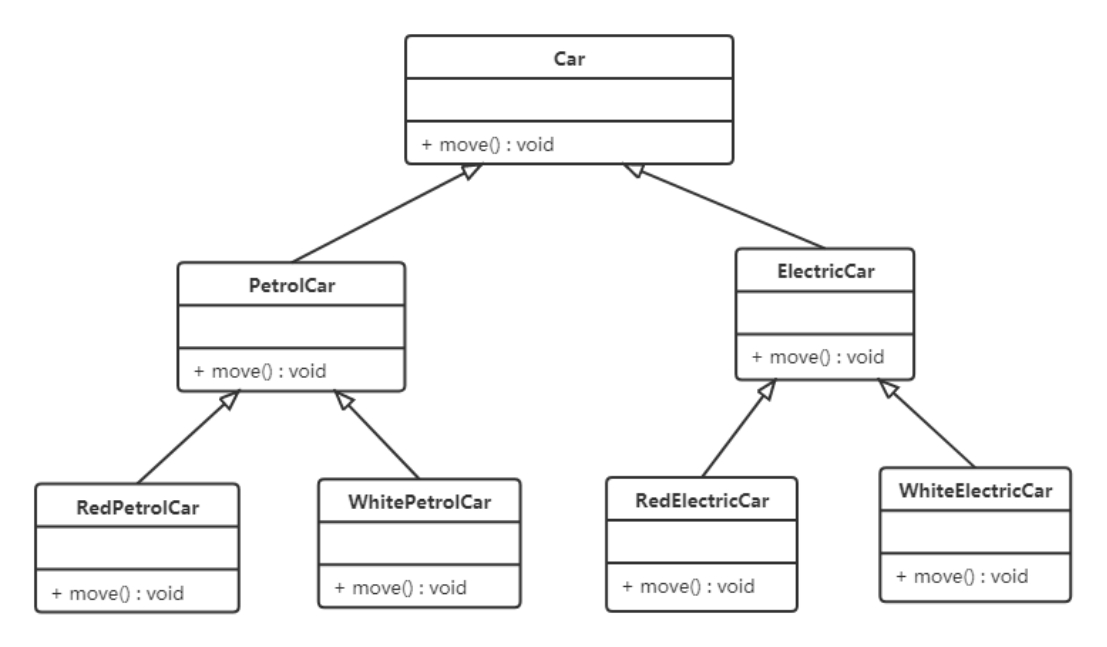 Car
+ move() : void
PetrolCar
+ move() : void
ElectricCar
+ move() : void
RedPetrolCar
+ move() : void
WhitePetrolCar
+ move() : void
RedElectricCar
+ move() : void
WhiteElectricCar
+ move() : void